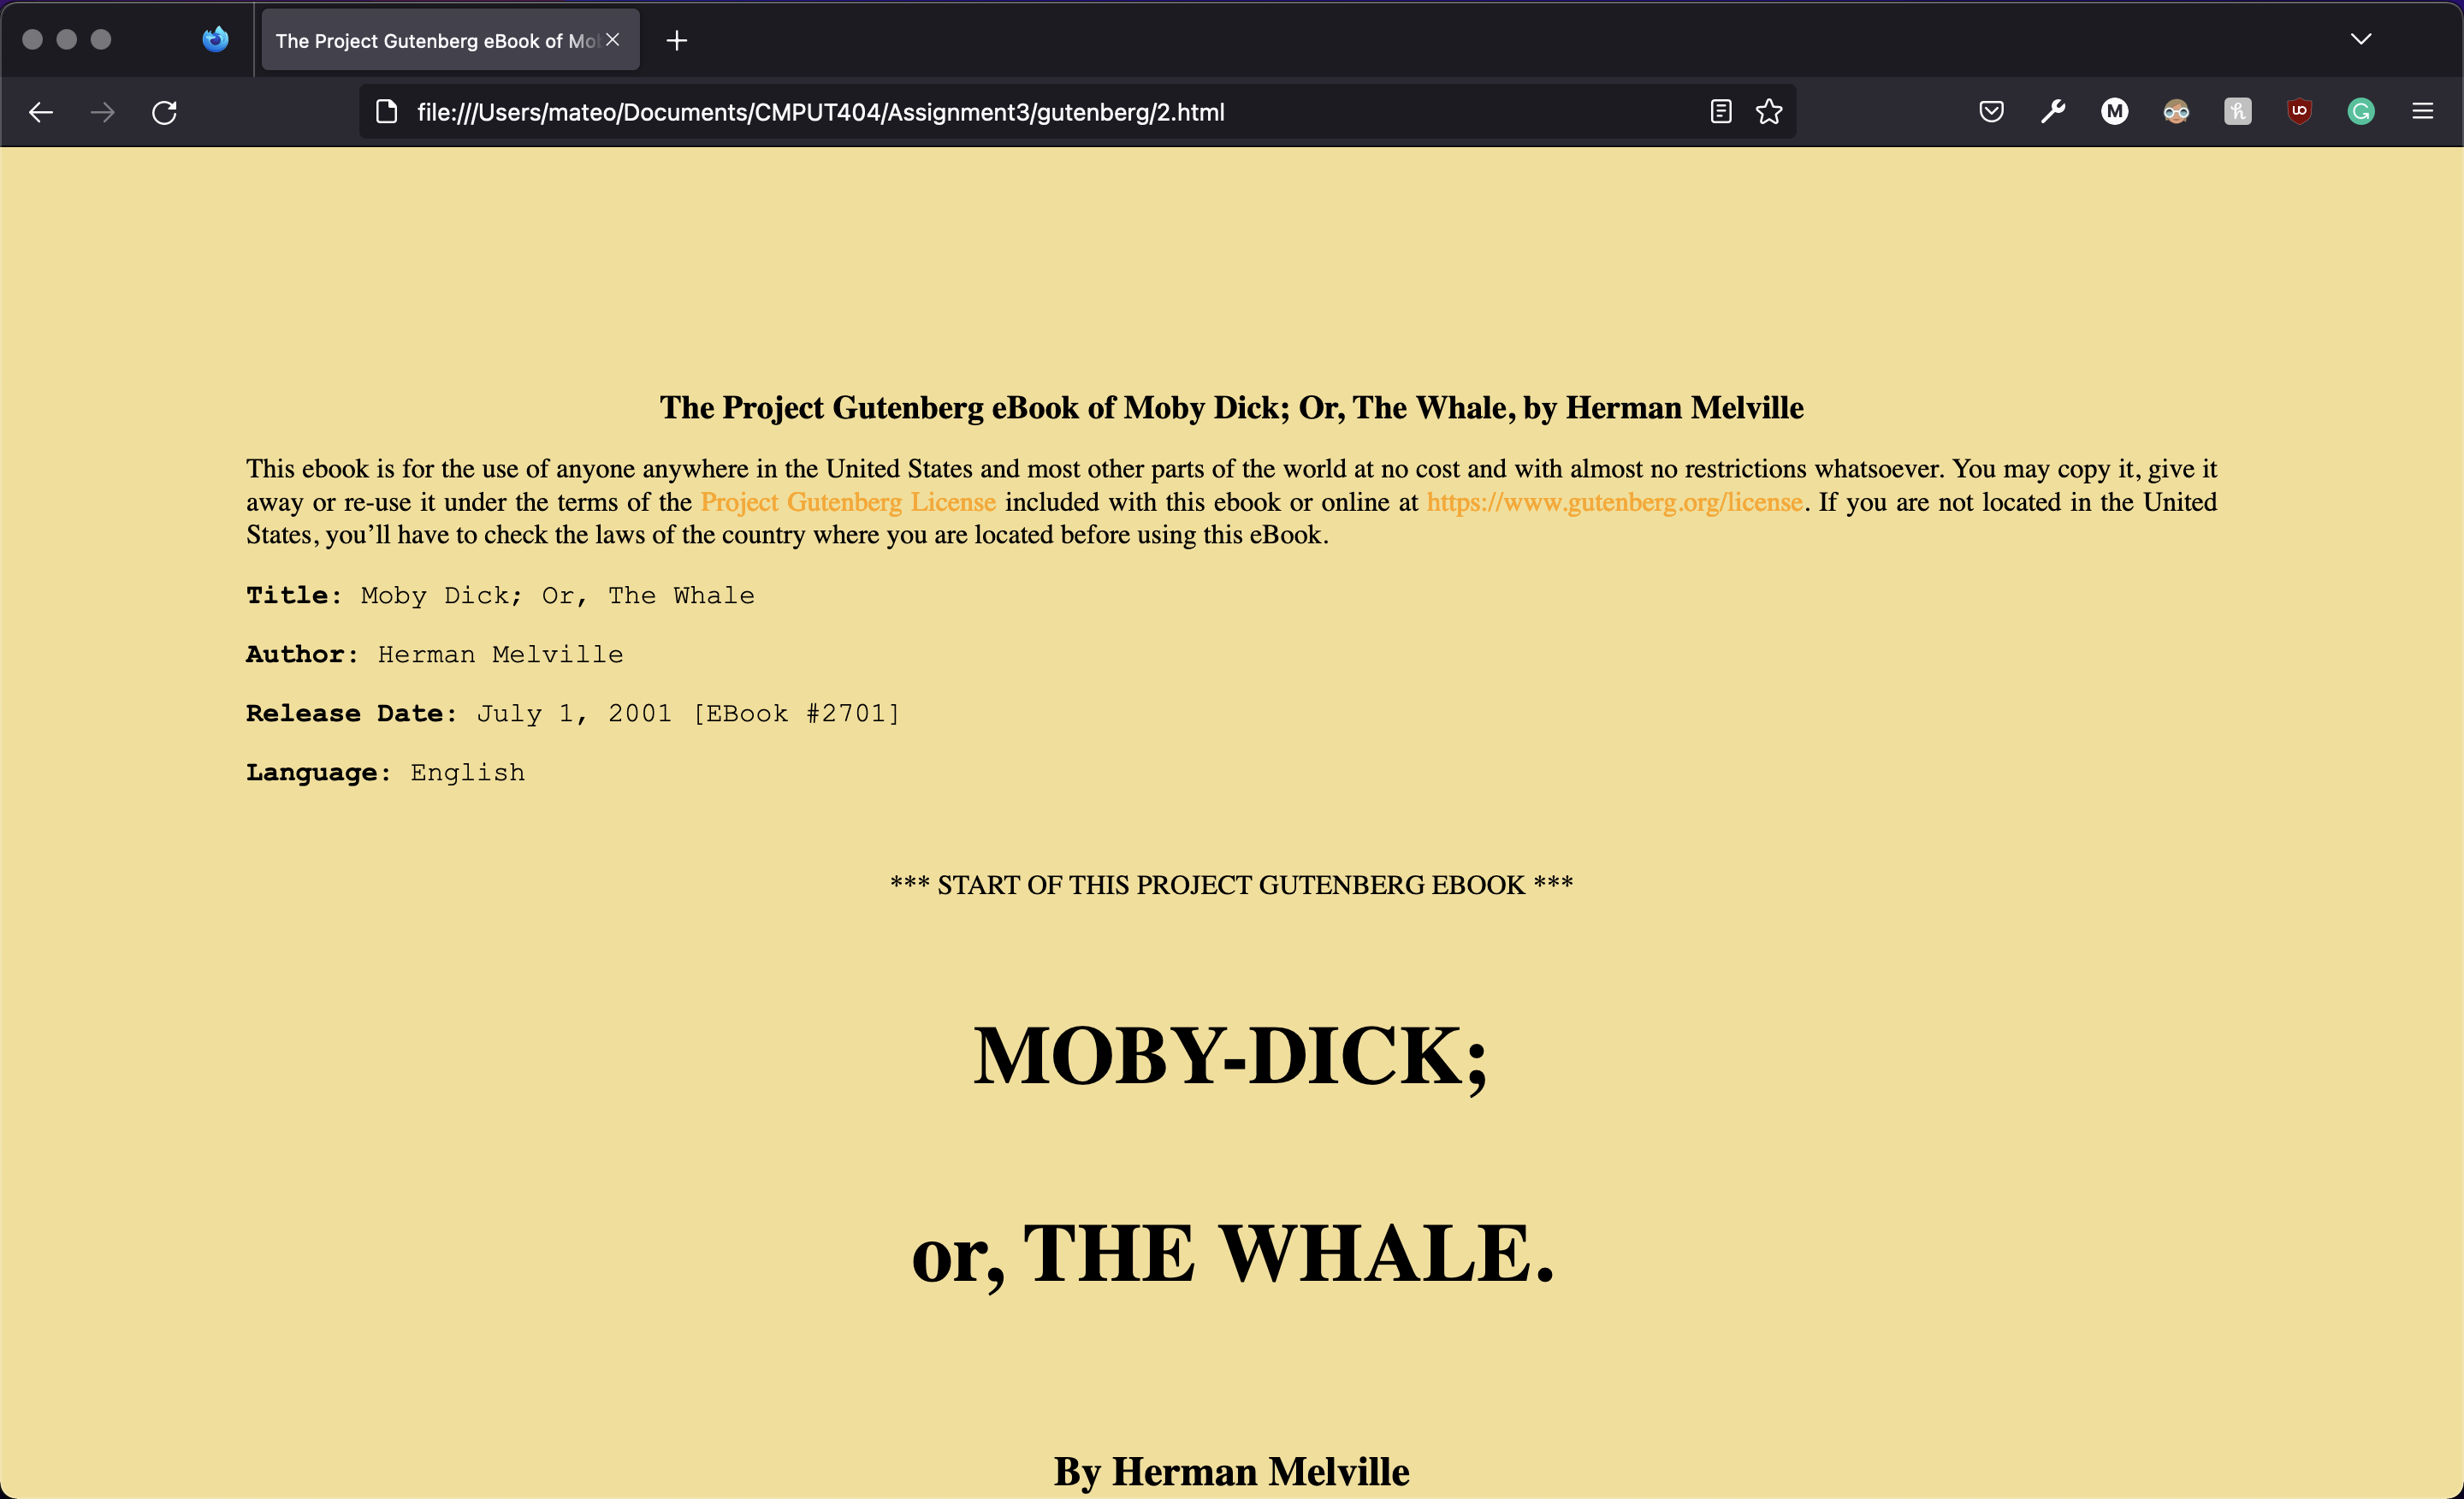 The Project Gutenberg eBook of Mo
file:///Users/mateo/Documents/CMPUT404/Assignment3/gutenberg/2.html
M
The Project Gutenberg eBook of Moby Dick; Or, The Whale, by Herman Melville
This ebook is for the use of anyone anywhere in the United States and most other parts of the world at no cost and with almost no restrictions whatsoever. You may copy it, give it
away or re-use it under the terms of the Project Gutenberg License included with this ebook or online at https://www.gutenberg.org/license. If you are not located in the United
States, you’ll have to check the laws of the country where you are located before using this eBook.
Title: Moby Dick; Or, The Whale
Author: Herman Melville
Release Date: July 1, 2001 [EBook #2701]
Language: English
*** START OF THIS PROJECT GUTENBERG EBOOK ***
MOBY-DICK;
or, THE WHALE.
By Herman Melville